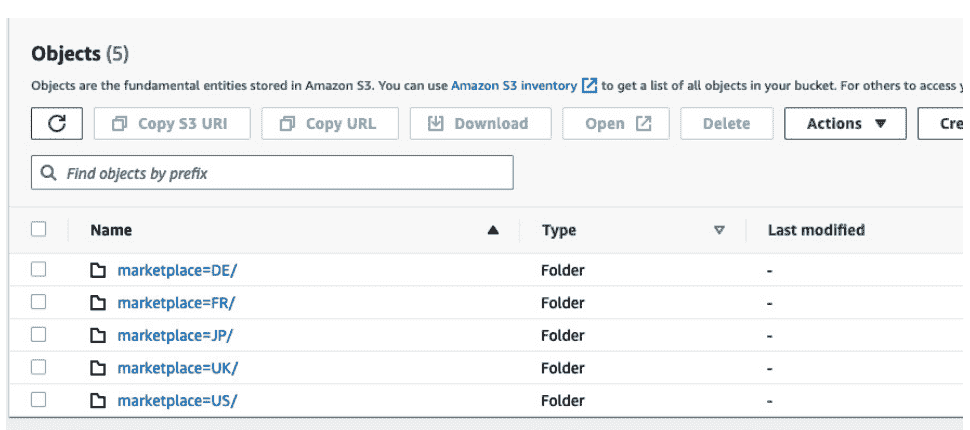 Objects (5)
Objects are the fundamental entities stored in Amazon S3. You can use Amazon S3 inventory to get a list of all objects in your bucket. For others to access y
Copy S3 URI Copy URL Download Open Delete Actions Cre
Find objects by prefix
Name Type Last modified
marketplace=DE/ Folder -
marketplace=FR/ Folder -
marketplace=JP/ Folder -
marketplace=UK/ Folder -
marketplace=US/ Folder -